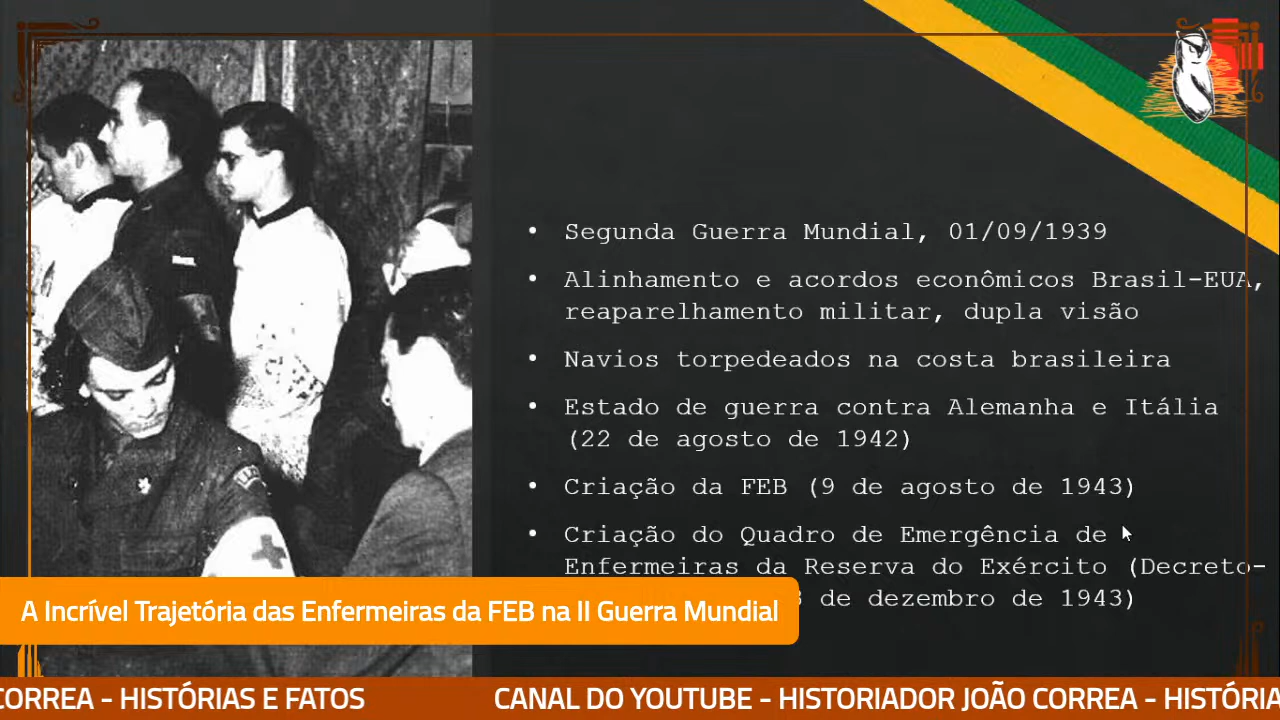 • Segunda Guerra Mundial, 01/09/1939
• Alinhamento e acordos econômicos Brasil-EUA,
reaparelhamento militar, dupla visão
• Navios torpedeados na costa brasileira
• Estado de guerra contra Alemanha e Itália
(22 de agosto de 1942)
• Criação da FEB (9 de agosto de 1943)
• Criação do Quadro de Emergência de
Enfermeiras da Reserva do Exército (Decreto-
de dezembro de 1943)
A Incrível Trajetória das Enfermeiras da FEB na II Guerra Mundial
CORREA - HISTÓRIAS E FATOS CANAL DO YOUTUBE - HISTORIADOR JOÃO CORREA - HISTÓRIA